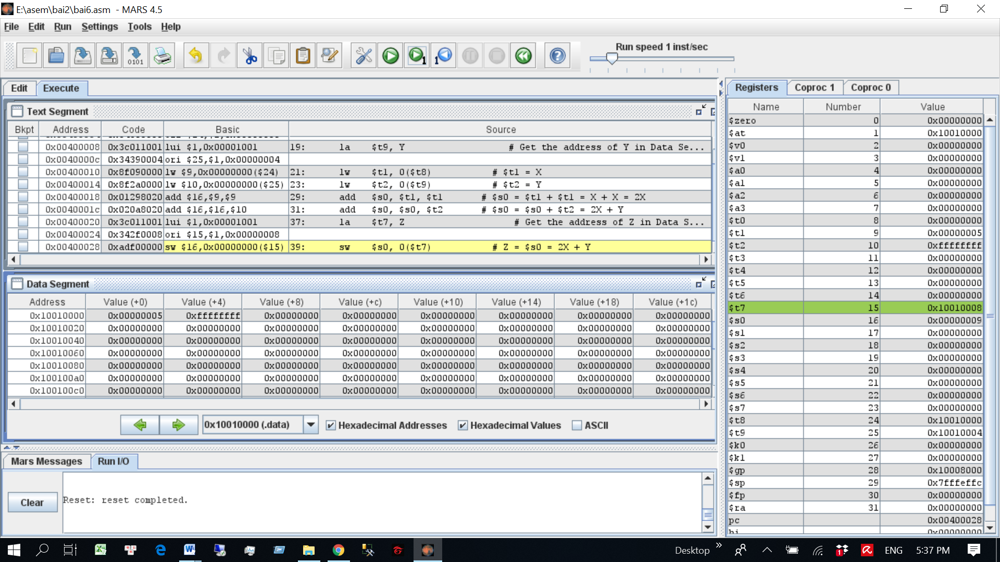 E:\asem\bai2\bai6.asm - MARS 4.5
File Edit Run Settings Tools Help
Run speed 1 inst/sec
Edit Execute
Text Segment
Bkpt Address Code Basic Source
0x00400008 0x3c011001 lui $1,0x00001001 19: la $t9, Y # Get the address of Y in Data Se...
0x0040000c 0x34390004 ori $25,$1,0x00000004
0x00400010 0x8f090000 lw $9,0x00000000($24) 21: lw $t1, 0($t8) # $t1 = X
0x00400014 0x8f2a0000 lw $10,0x00000000($25) 23: lw $t2, 0($t9) # $t2 = Y
0x00400018 0x01298020 add $16,$9,$9 29: add $s0, $t1, $t1 # $s0 = $t1 + $t1 = X + X = 2X
0x0040001c 0x020a8020 add $16,$16,$10 31: add $s0, $s0, $t2 # $s0 = $s0 + $t2 = 2X + Y
0x00400020 0x3c011001 lui $1,0x00001001 37: la $t7, Z # Get the address of Z in Data S...
0x00400024 0x342f0008 ori $15,$1,0x00000008
0x00400028 0xadf00000 sw $16,0x00000000($15) 39: sw $s0, 0($t7) # Z = $s0 = 2X + Y
Data Segment
Address Value (+0) Value (+4) Value (+8) Value (+c) Value (+10) Value (+14) Value (+18) Value (+1c)
0x10010000 0x00000005 0xffffffff 0x00000000 0x00000000 0x00000000 0x00000000 0x00000000 0x00000000
0x10010020 0x00000000 0x00000000 0x00000000 0x00000000 0x00000000 0x00000000 0x00000000 0x00000000
0x10010040 0x00000000 0x00000000 0x00000000 0x00000000 0x00000000 0x00000000 0x00000000 0x00000000
0x10010060 0x00000000 0x00000000 0x00000000 0x00000000 0x00000000 0x00000000 0x00000000 0x00000000
0x10010080 0x00000000 0x00000000 0x00000000 0x00000000 0x00000000 0x00000000 0x00000000 0x00000000
0x100100a0 0x00000000 0x00000000 0x00000000 0x00000000 0x00000000 0x00000000 0x00000000 0x00000000
0x100100c0 0x00000000 0x00000000 0x00000000 0x00000000 0x00000000 0x00000000 0x00000000 0x00000000
0x10010000 (.data) Hexadecimal Addresses Hexadecimal Values ASCII
Mars Messages Run I/O
Clear
Reset: reset completed.
Registers Coproc 1 Coproc 0
Name Number Value
$zero 0 0x00000000
$at 1 0x10010000
$v0 2 0x00000000
$v1 3 0x00000000
$a0 4 0x00000000
$a1 5 0x00000000
$a2 6 0x00000000
$a3 7 0x00000000
$t0 8 0x00000000
$t1 9 0x00000005
$t2 10 0xffffffff
$t3 11 0x00000000
$t4 12 0x00000000
$t5 13 0x00000000
$t6 14 0x00000000
$t7 15 0x10010008
$s0 16 0x00000009
$s1 17 0x00000000
$s2 18 0x00000000
$s3 19 0x00000000
$s4 20 0x00000000
$s5 21 0x00000000
$s6 22 0x00000000
$s7 23 0x00000000
$t8 24 0x10010000
$t9 25 0x10010004
$k0 26 0x00000000
$k1 27 0x00000000
$gp 28 0x10008000
$sp 29 0x7fffeffc
$fp 30 0x00000000
$ra 31 0x00000000
pc 0x00400028
hi 0x00000000
Desktop ENG 5:37 PM